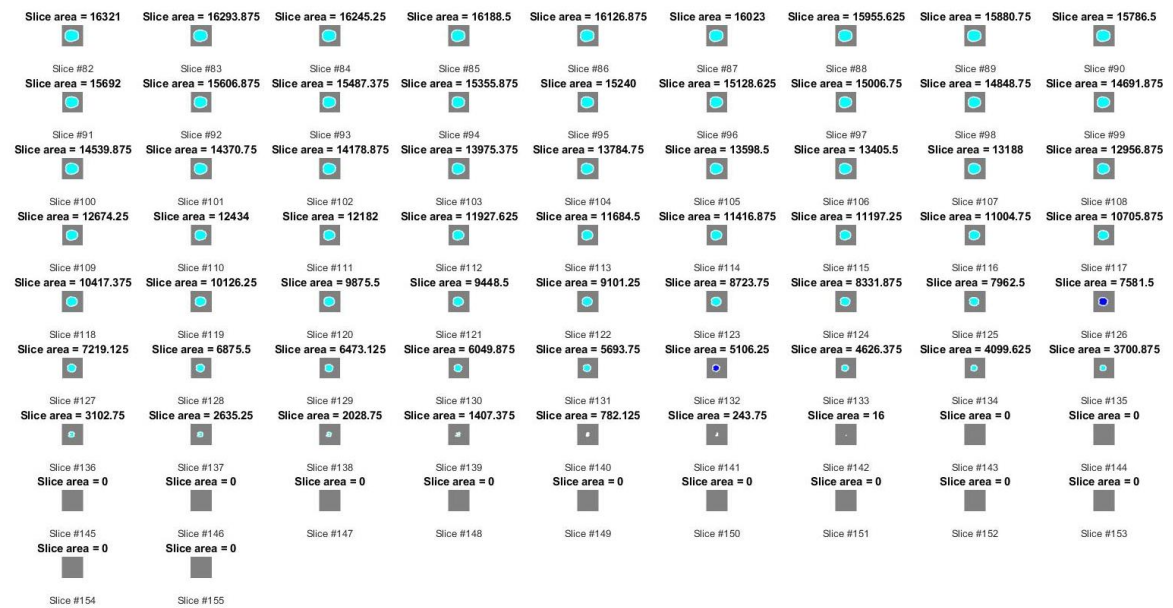 Slice area = 16321 Slice area = 16293.875 Slice area = 16245.25 Slice area = 16188.5 Slice area = 16126.875 Slice area = 16023 Slice area = 15955.625 Slice area = 15880.75 Slice area = 15786.5
Slice #82 Slice #83 Slice #84 Slice #85 Slice #86 Slice #87 Slice #88 Slice #89 Slice #90
Slice area = 15692 Slice area = 15606.875 Slice area = 15487.375 Slice area = 15355.875 Slice area = 15240 Slice area = 15128.625 Slice area = 15006.75 Slice area = 14848.75 Slice area = 14691.875
Slice #91 Slice #92 Slice #93 Slice #94 Slice #95 Slice #96 Slice #97 Slice #98 Slice #99
Slice area = 14539.875 Slice area = 14370.75 Slice area = 14178.875 Slice area = 13975.375 Slice area = 13784.75 Slice area = 13598.5 Slice area = 13405.5 Slice area = 13188 Slice area = 12956.875
Slice #100 Slice #101 Slice #102 Slice #103 Slice #104 Slice #105 Slice #106 Slice #107 Slice #108
Slice area = 12674.25 Slice area = 12434 Slice area = 12182 Slice area = 11927.625 Slice area = 11684.5 Slice area = 11416.875 Slice area = 11197.25 Slice area = 11004.75 Slice area = 10705.875
Slice #109 Slice #110 Slice #111 Slice #112 Slice #113 Slice #114 Slice #115 Slice #116 Slice #117
Slice area = 10417.375 Slice area = 10126.25 Slice area = 9875.5 Slice area = 9448.5 Slice area = 9101.25 Slice area = 8723.75 Slice area = 8331.875 Slice area = 7962.5 Slice area = 7581.5
Slice #118 Slice #119 Slice #120 Slice #121 Slice #122 Slice #123 Slice #124 Slice #125 Slice #126
Slice area = 7219.125 Slice area = 6875.5 Slice area = 6473.125 Slice area = 6049.875 Slice area = 5693.75 Slice area = 5106.25 Slice area = 4626.375 Slice area = 4099.625 Slice area = 3700.875
Slice #127 Slice #128 Slice #129 Slice #130 Slice #131 Slice #132 Slice #133 Slice #134 Slice #135
Slice area = 3102.75 Slice area = 2635.25 Slice area = 2028.75 Slice area = 1407.375 Slice area = 782.125 Slice area = 243.75 Slice area = 16 Slice area = 0 Slice area = 0
Slice #136 Slice #137 Slice #138 Slice #139 Slice #140 Slice #141 Slice #142 Slice #143 Slice #144
Slice area = 0 Slice area = 0 Slice area = 0 Slice area = 0 Slice area = 0 Slice area = 0 Slice area = 0 Slice area = 0 Slice area = 0
Slice #145 Slice #146 Slice #147 Slice #148 Slice #149 Slice #150 Slice #151 Slice #152 Slice #153
Slice area = 0 Slice area = 0
Slice #154 Slice #155